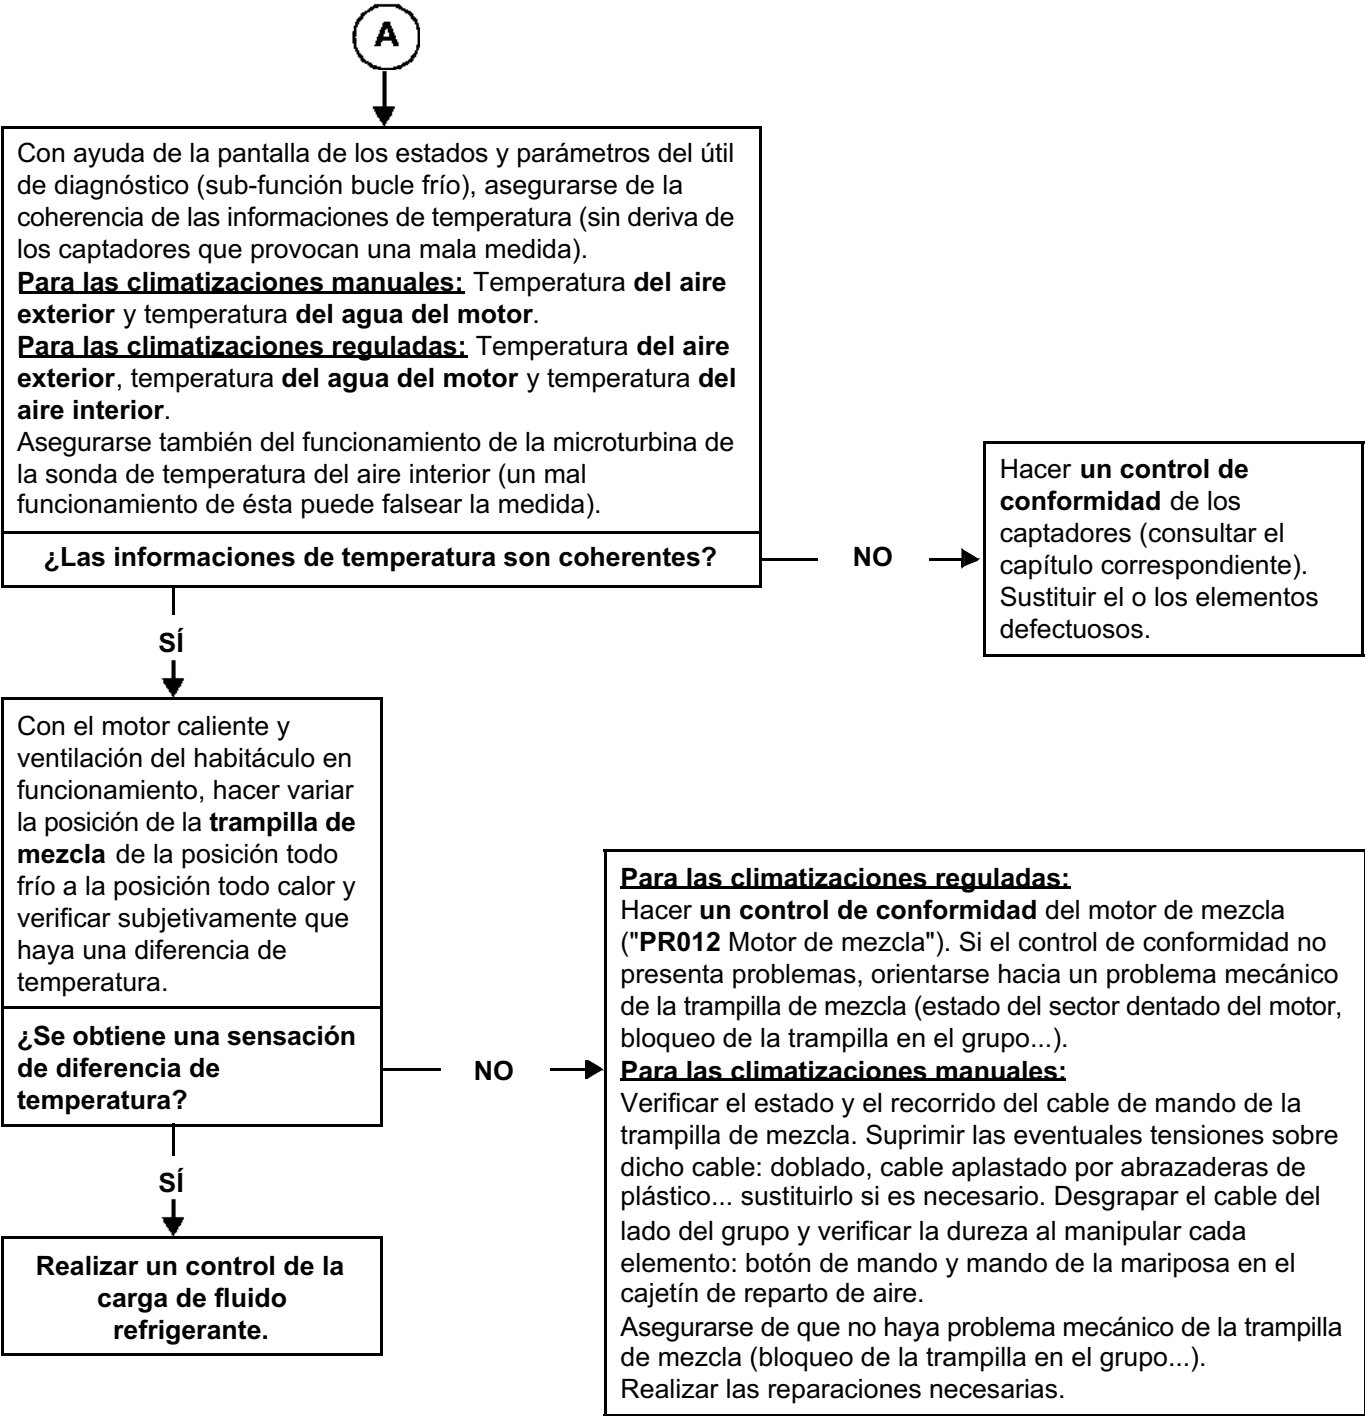 A
Con ayuda de la pantalla de los estados y parámetros del útil
de diagnóstico (sub-función bucle frío), asegurarse de la
coherencia de las informaciones de temperatura (sin deriva de
los captadores que provocan una mala medida).
Para las climatizaciones manuales: Temperatura del aire
exterior y temperatura del agua del motor.
Para las climatizaciones reguladas: Temperatura del aire
exterior, temperatura del agua del motor y temperatura del
aire interior.
Asegurarse también del funcionamiento de la microturbina de
la sonda de temperatura del aire interior (un mal
funcionamiento de ésta puede falsear la medida).
¿Las informaciones de temperatura son coherentes?
NO
Hacer un control de
conformidad de los
captadores (consultar el
capítulo correspondiente).
Sustituir el o los elementos
defectuosos.
SÍ
Con el motor caliente y
ventilación del habitáculo en
funcionamiento, hacer variar
la posición de la trampilla de
mezcla de la posición todo
frío a la posición todo calor y
verificar subjetivamente que
haya una diferencia de
temperatura.
¿Se obtiene una sensación
de diferencia de
temperatura?
NO
Para las climatizaciones reguladas:
Hacer un control de conformidad del motor de mezcla
("PR012 Motor de mezcla"). Si el control de conformidad no
presenta problemas, orientarse hacia un problema mecánico
de la trampilla de mezcla (estado del sector dentado del motor,
bloqueo de la trampilla en el grupo...).
Para las climatizaciones manuales:
Verificar el estado y el recorrido del cable de mando de la
trampilla de mezcla. Suprimir las eventuales tensiones sobre
dicho cable: doblado, cable aplastado por abrazaderas de
plástico... sustituirlo si es necesario. Desgrapar el cable del
lado del grupo y verificar la dureza al manipular cada
elemento: botón de mando y mando de la mariposa en el
cajetín de reparto de aire.
Asegurarse de que no haya problema mecánico de la trampilla
de mezcla (bloqueo de la trampilla en el grupo...).
Realizar las reparaciones necesarias.
SÍ
Realizar un control de la
carga de fluido
refrigerante.